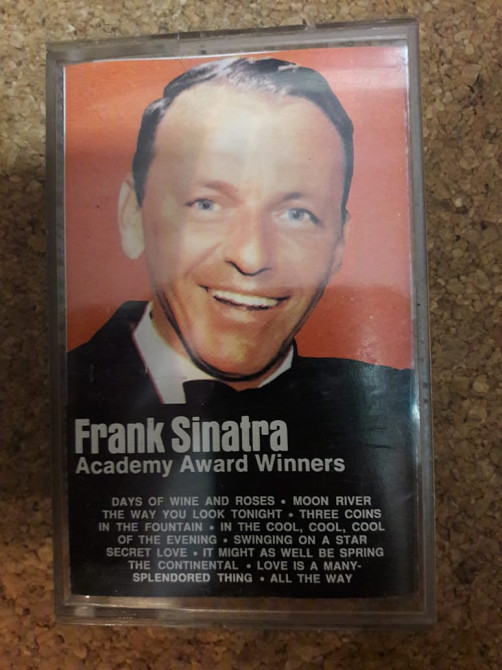 Frank Sinatra
Academy Award Winners
DAYS OF WINE AND ROSES • MOON RIVER
THE WAY YOU LOOK TONIGHT • THREE COINS
IN THE FOUNTAIN • IN THE COOL, COOL, COOL
OF THE EVENING • SWINGING ON A STAR
SECRET LOVE • IT MIGHT AS WELL BE SPRING
THE CONTINENTAL • LOVE IS A MANY-
SPLENDORED THING • ALL THE WAY